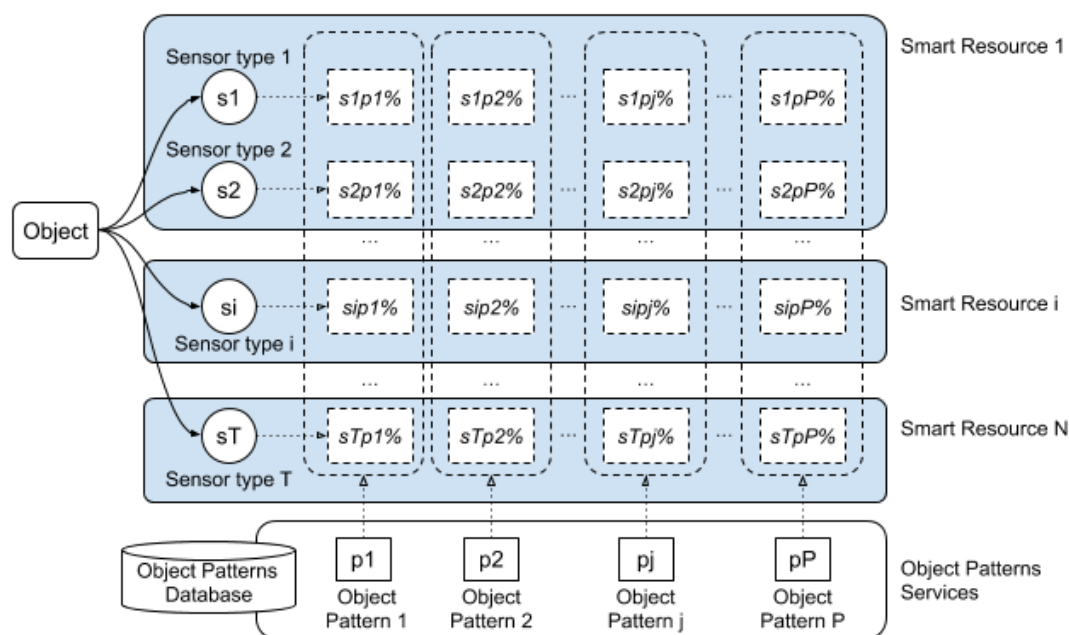 Sensor type 1
Smart Resource 1
s1
s1p1%
s1p2%
...
s1pj%
...
s1pP%
Sensor type 2
s2
s2p1%
s2p2%
...
s2pj%
...
s2pP%
Object
...
...
...
...
si
sip1%
sip2%
...
sipj%
...
sipP%
Smart Resource i
Sensor type i
...
...
...
...
sT
sTp1%
sTp2%
...
sTpj%
...
sTpP%
Smart Resource N
Sensor type T
Object Patterns
Database
p1
Object
Pattern 1
p2
Object
Pattern 2
pj
Object
Pattern j
pP
Object
Pattern P
Object Patterns
Services